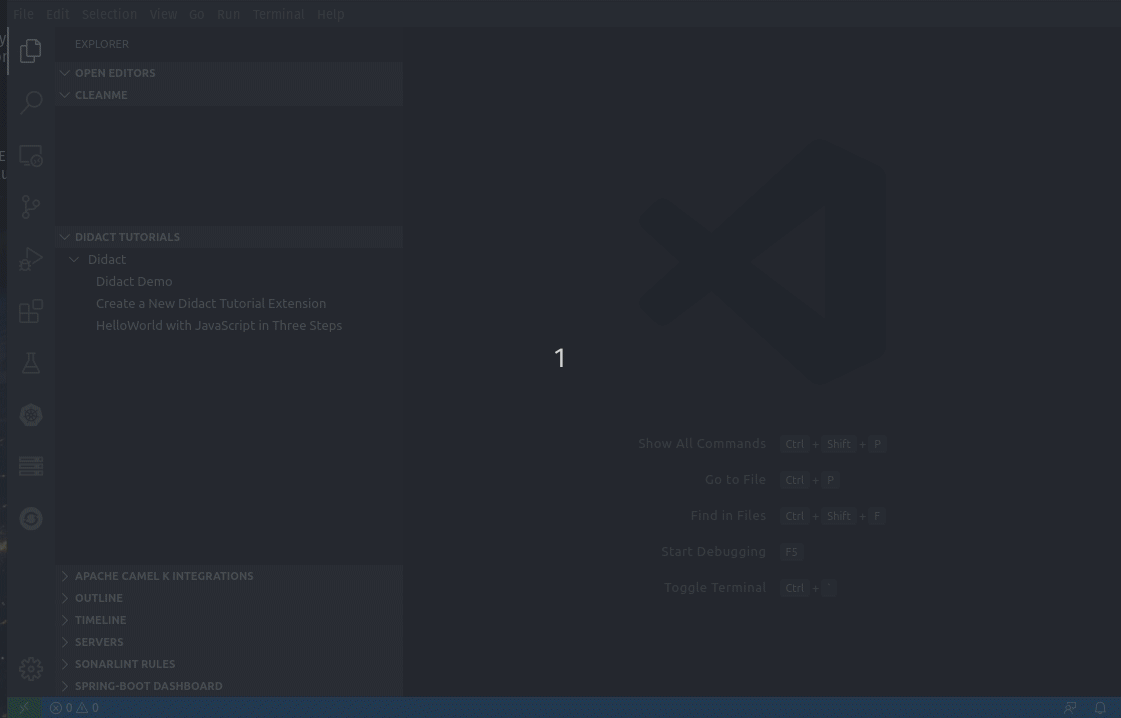 File Edit Selection View Go Run Terminal Help
EXPLORER
OPEN EDITORS
CLEANME
DIDACT TUTORIALS
Didact
Didact Demo
Create a New Didact Tutorial Extension
HelloWorld with JavaScript in Three Steps
APACHE CAMEL K INTEGRATIONS
OUTLINE
TIMELINE
SERVERS
SONARLINT RULES
SPRING-BOOT DASHBOARD
1
Show All Commands Ctrl + Shift + P
Go to File Ctrl + P
Find in Files Ctrl + Shift + F
Start Debugging F5
Toggle Terminal Ctrl + `
0 0